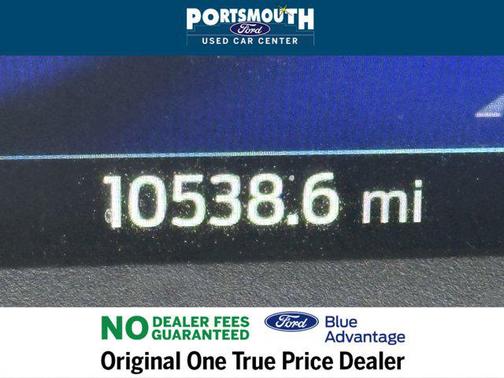 PORTSMOUTH
Ford
USED CAR CENTER
10538.6 mi
NO DEALER FEES
GUARANTEED
Ford
Blue
Advantage
Original One True Price Dealer